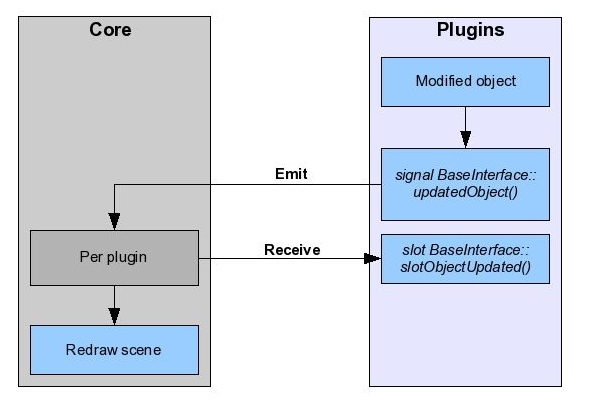 Core
Plugins
Modified object
signal BaseInterface::
updatedObject()
Emit
Per plugin
Receive
slot BaseInterface::
slotObjectUpdated()
Redraw scene